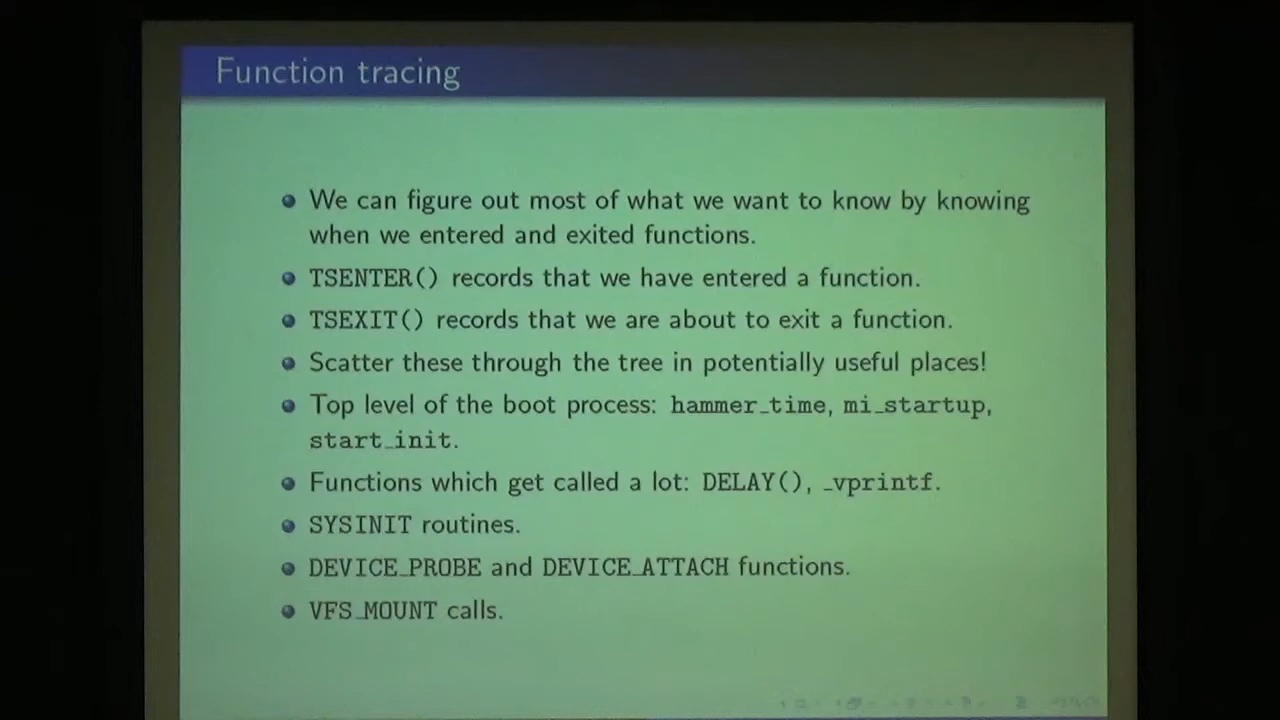 Function tracing
We can figure out most of what we want to know by knowing
when we entered and exited functions.
TSENTER() records that we have entered a function.
TSEXIT() records that we are about to exit a function.
Scatter these through the tree in potentially useful places!
Top level of the boot process: hammer_time, mi_startup,
start_init.
Functions which get called a lot: DELAY(), _vprintf.
SYSINIT routines.
DEVICE_PROBE and DEVICE_ATTACH functions.
VFS_MOUNT calls.